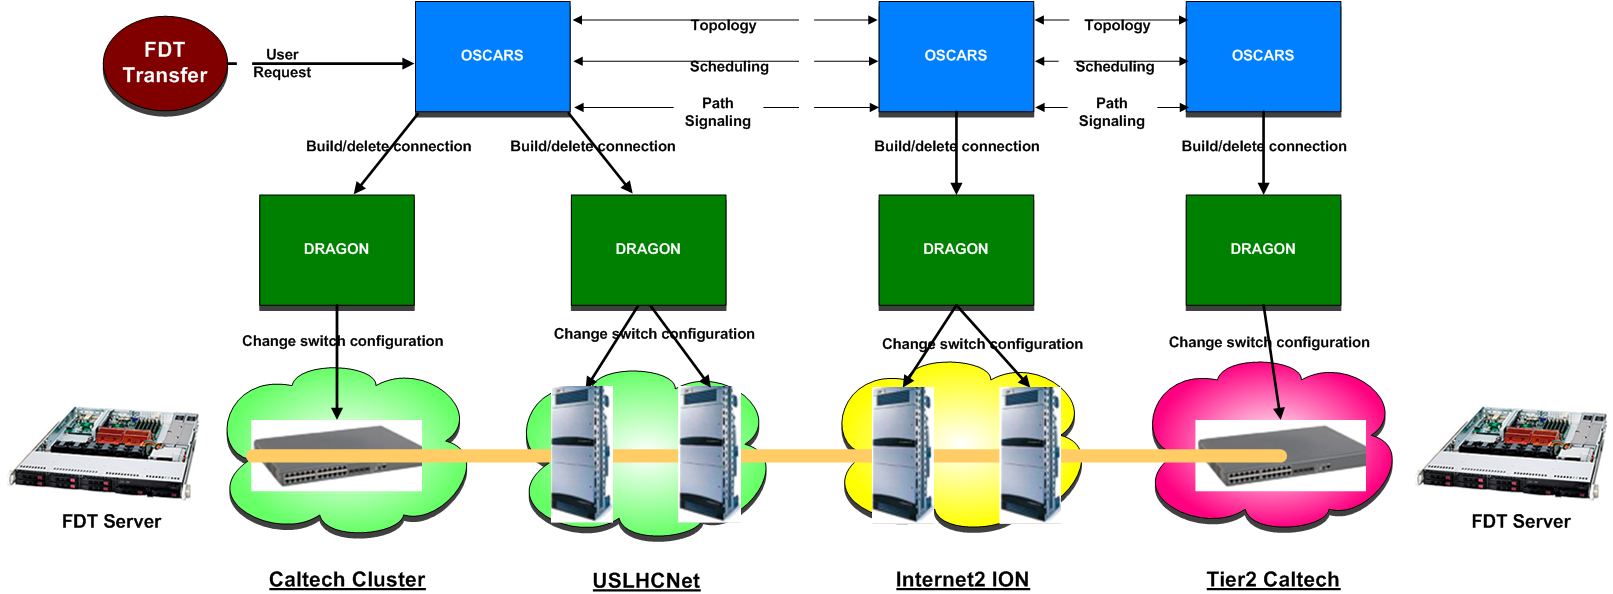 FDT
Transfer
User
Request
OSCARS
OSCARS
OSCARS
Topology
Topology
Scheduling
Scheduling
Path
Signaling
Path
Signaling
Build/delete connection
Build/delete connection
Build/delete connection
Build/delete connection
DRAGON
DRAGON
DRAGON
DRAGON
Change switch configuration
Change switch configuration
Change switch configuration
Change switch configuration
FDT Server
FDT Server
Caltech Cluster
USLHCNet
Internet2 ION
Tier2 Caltech